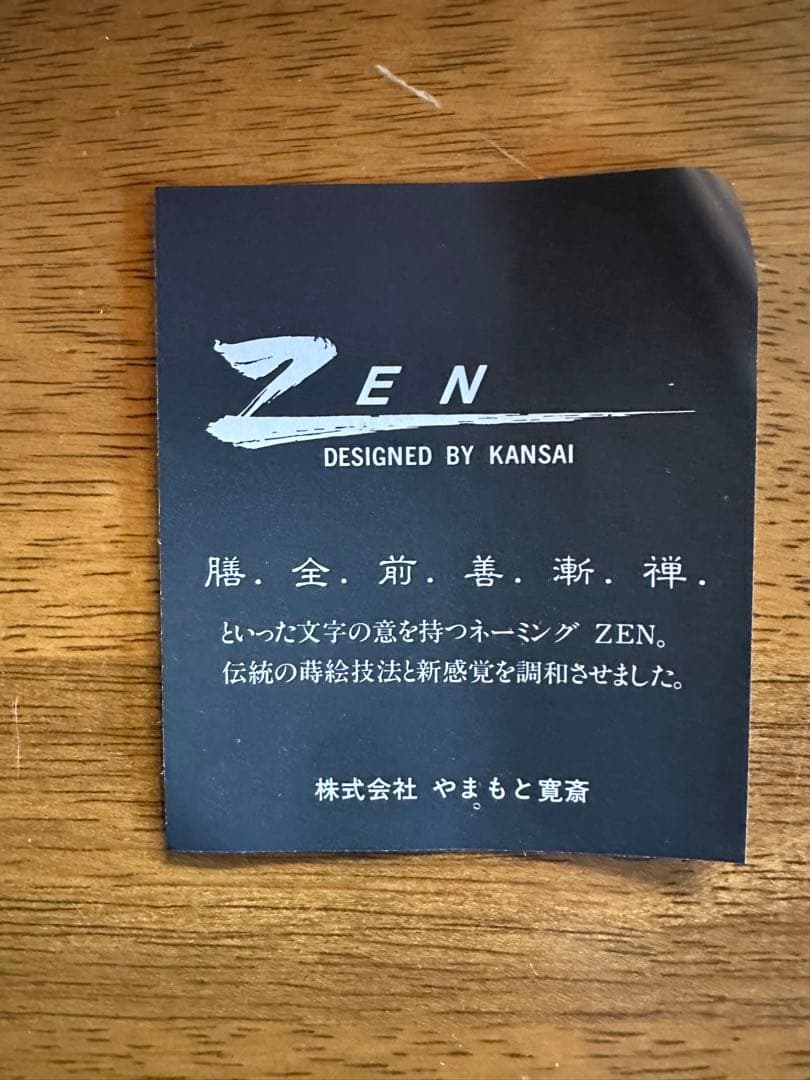 ZEN
DESIGNED BY KANSAI
膳．全．前．善．漸．禅．
といった文字の意を持つネーミング ZEN。
伝統の蒔絵技法と新感覚を調和させました。
株式会社 やまもと寛斎